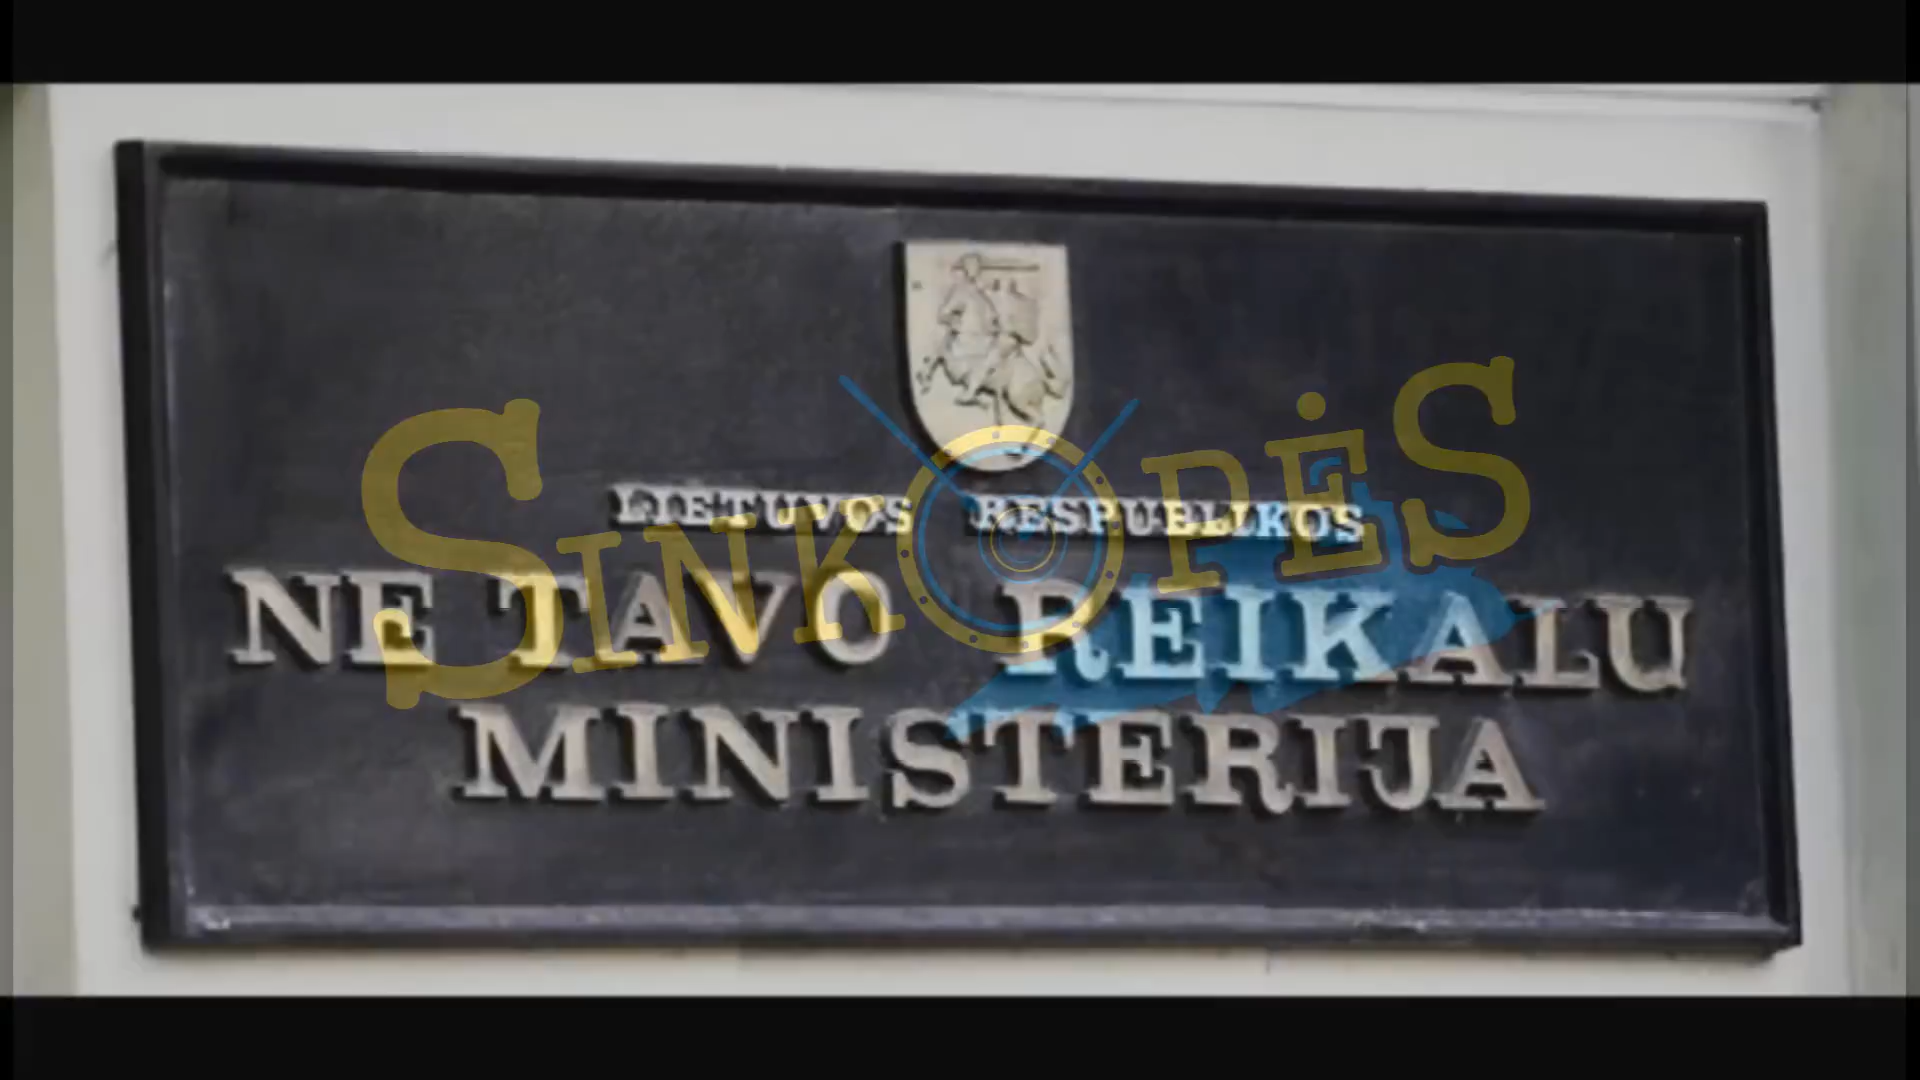 LIETUVOS RESPUBLIKOS
SINKOPĖS
NE TAVO REIKALU
MINISTERIJA